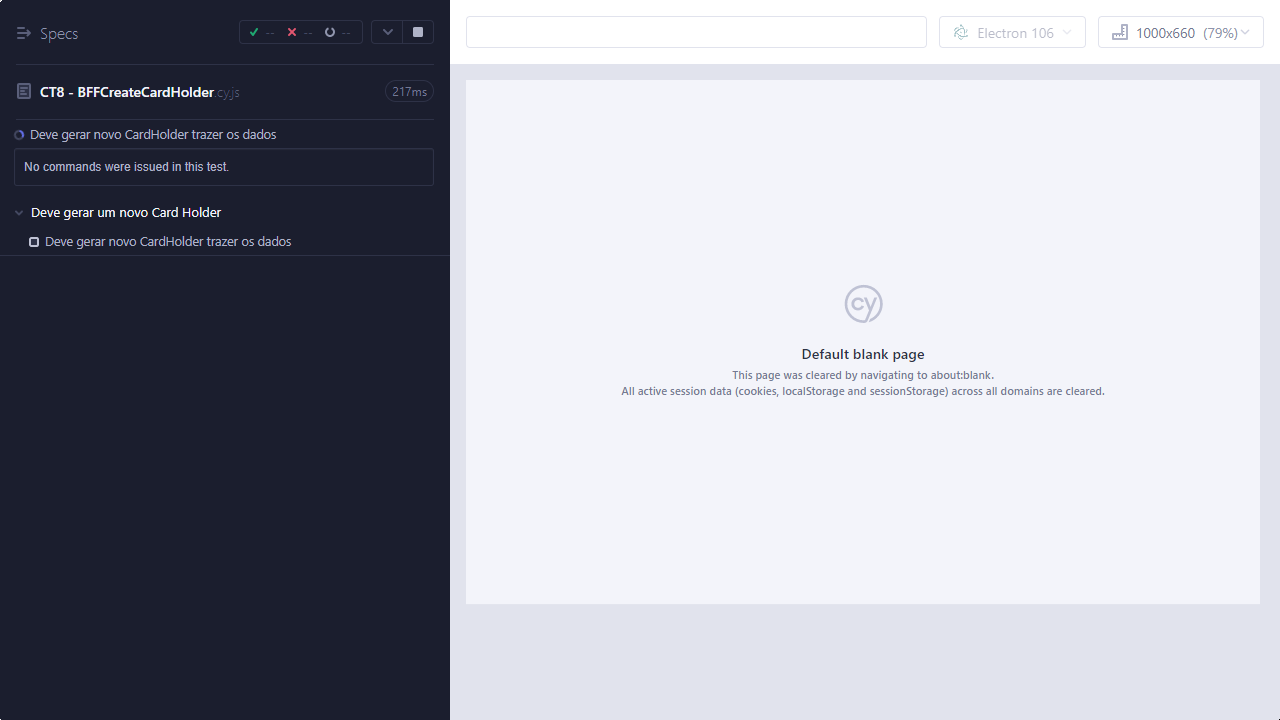 Specs
--
--
--
CT8 - BFFCreateCardHolder.cy.js
217ms
Deve gerar novo CardHolder trazer os dados
No commands were issued in this test.
Deve gerar um novo Card Holder
Deve gerar novo CardHolder trazer os dados
Electron 106
1000x660 (79%)
cy
Default blank page
This page was cleared by navigating to about:blank.
All active session data (cookies, localStorage and sessionStorage) across all domains are cleared.